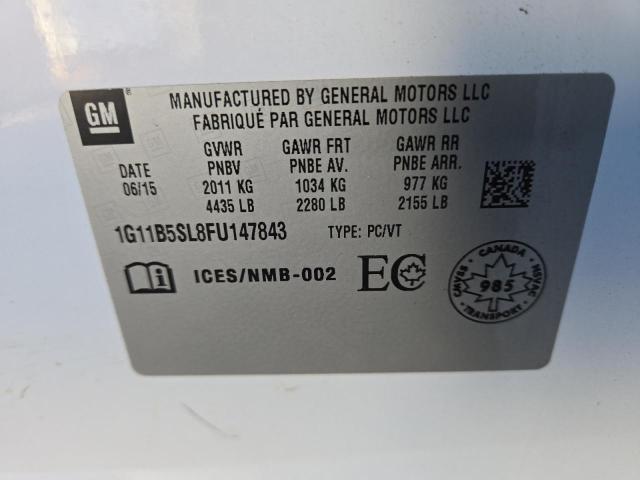 GM
®
MANUFACTURED BY GENERAL MOTORS LLC
FABRIQUÉ PAR GENERAL MOTORS LLC
DATE
06/15
GVWR
PNBV
2011 KG
4435 LB
GAWR FRT
PNBE AV.
1034 KG
2280 LB
GAWR RR
PNBE ARR.
977 KG
2155 LB
1G11B5SL8FU147843 TYPE: PC/VT
i ICES/NMB-002 EC
CANADA
CMVSS
985
NSVAC
TRANSPORT